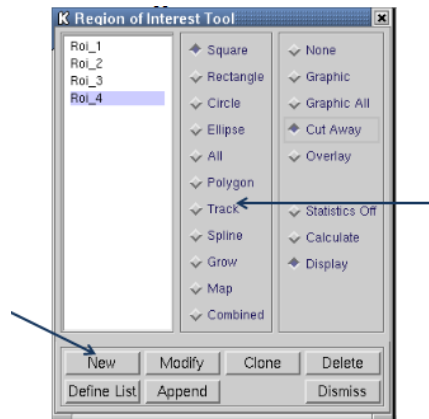 Region of Interest Tool
Roi_1
Roi_2
Roi_3
Roi_4
Square
Rectangle
Circle
Ellipse
All
Polygon
Track
Spline
Grow
Map
Combined
None
Graphic
Graphic All
Cut Away
Overlay
Statistics Off
Calculate
Display
New Modify Clone Delete
Define List Append Dismiss